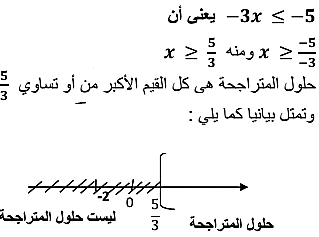 −3x ≤ −5 يعنى أن
x ≥ −5/−3 ومنه x ≥ 5/3
حلول المتراجحة هى كل القيم الأكبر من أو تساوي 5/3
وتمثل بيانيا كما يلي :
-2 0 5/3
ليست حلول المتراجحة
حلول المتراجحة